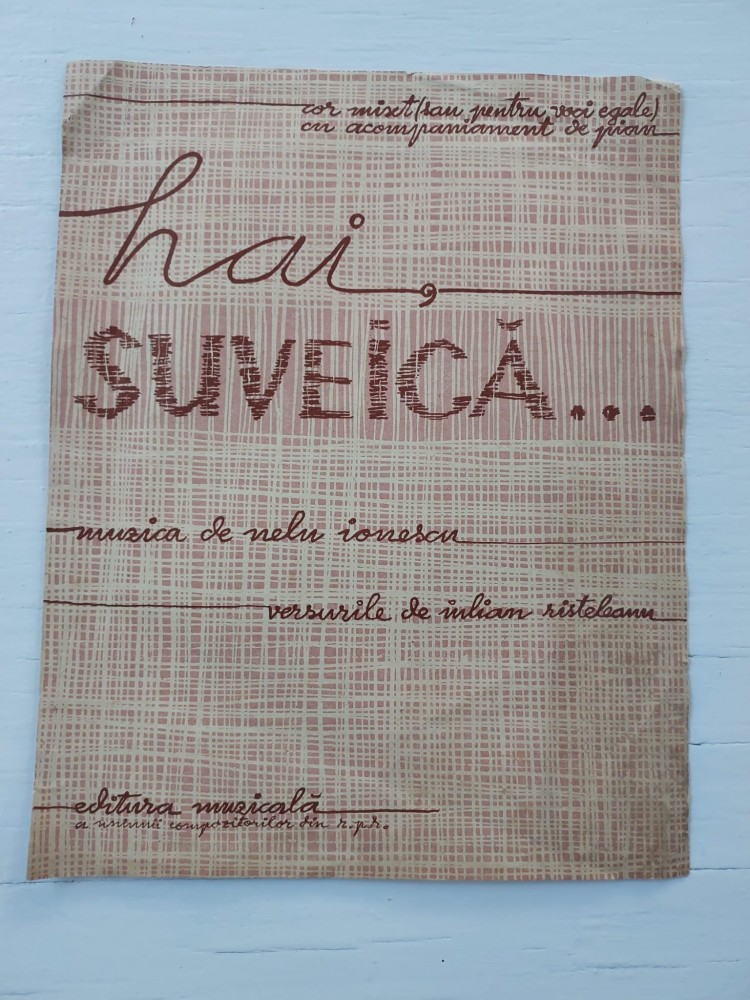 cor mixt (sau pentru voci egale)
cu acompaniament de pian
hai,
SUVEICĂ...
muzica de nelu ionescu
versurile de iulian risteleanu
editura muzicală
a uniunii compozitorilor din r.p.r.